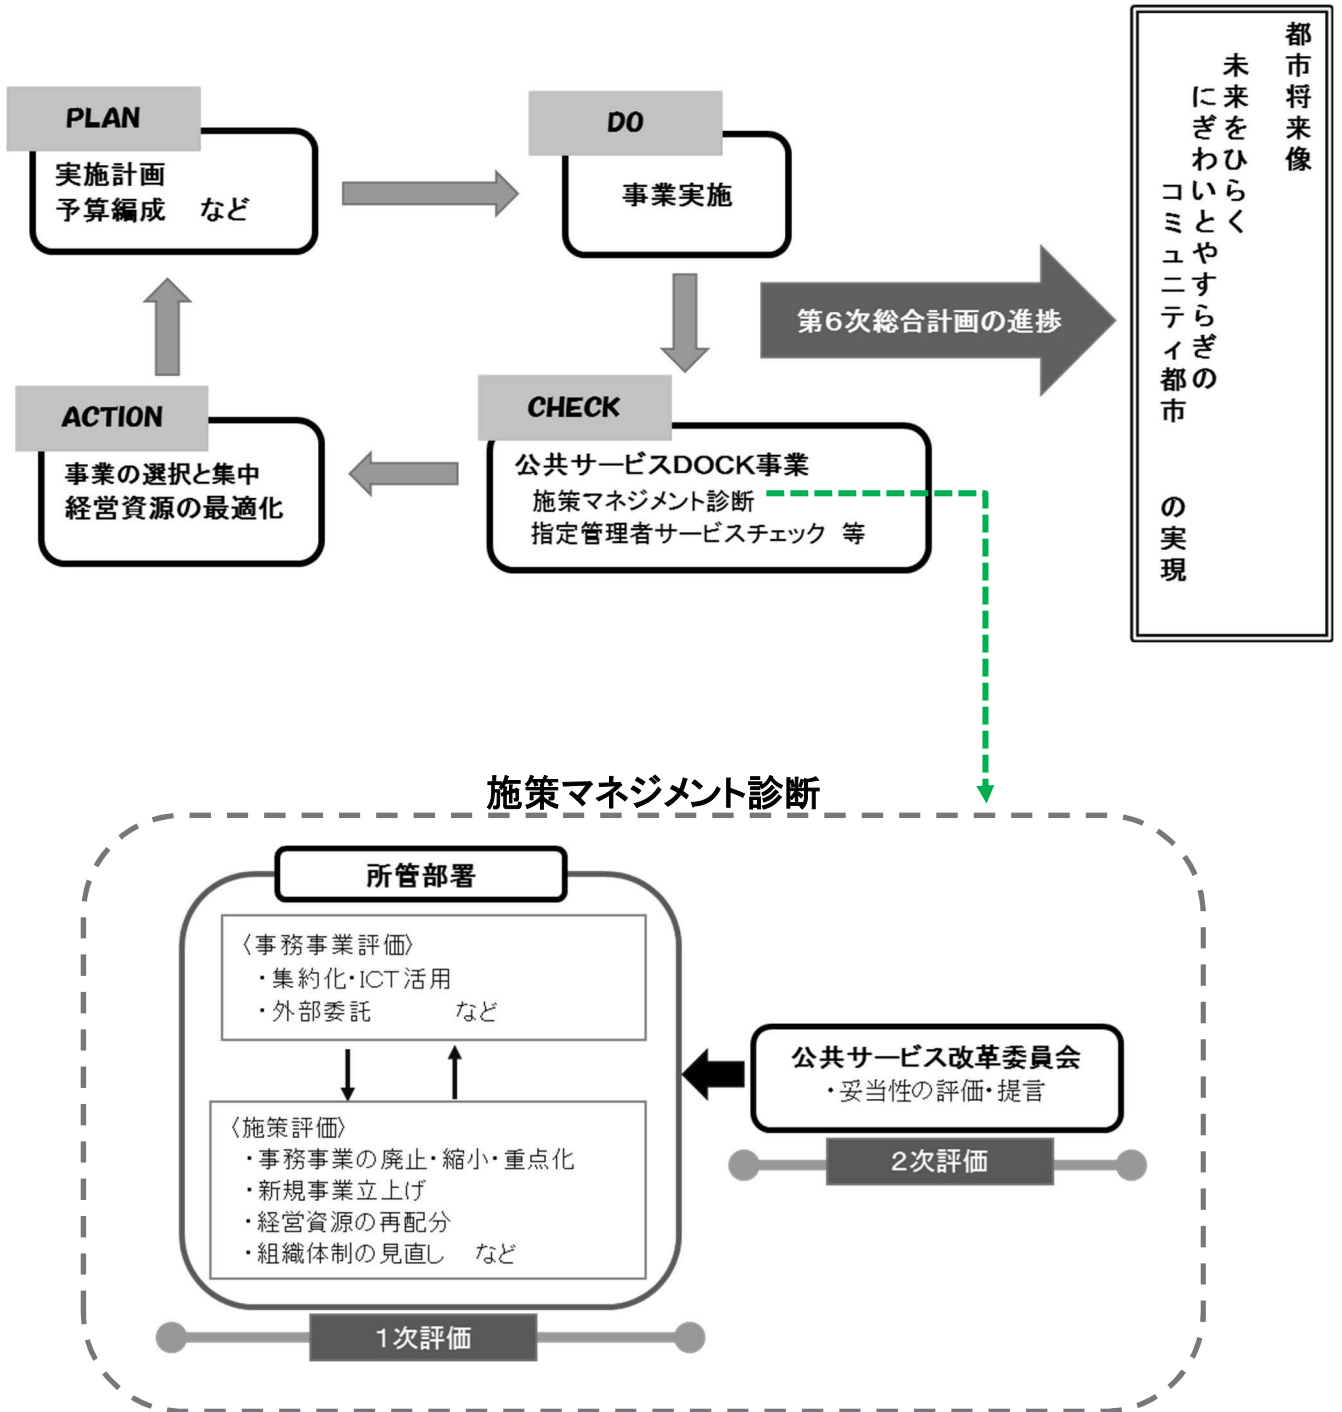 PLAN
実施計画
予算編成　など
DO
事業実施
CHECK
公共サービスDOCK事業
施策マネジメント診断
指定管理者サービスチェック　等
ACTION
事業の選択と集中
経営資源の最適化
第6次総合計画の進捗
都市将来像
未来をひらく
にぎわいとやすらぎの
コミュニティ都市　の実現
施策マネジメント診断
所管部署
〈事務事業評価〉
・集約化・ICT活用
・外部委託　など
〈施策評価〉
・事務事業の廃止・縮小・重点化
・新規事業立上げ
・経営資源の再配分
・組織体制の見直し　など
1次評価
公共サービス改革委員会
・妥当性の評価・提言
2次評価